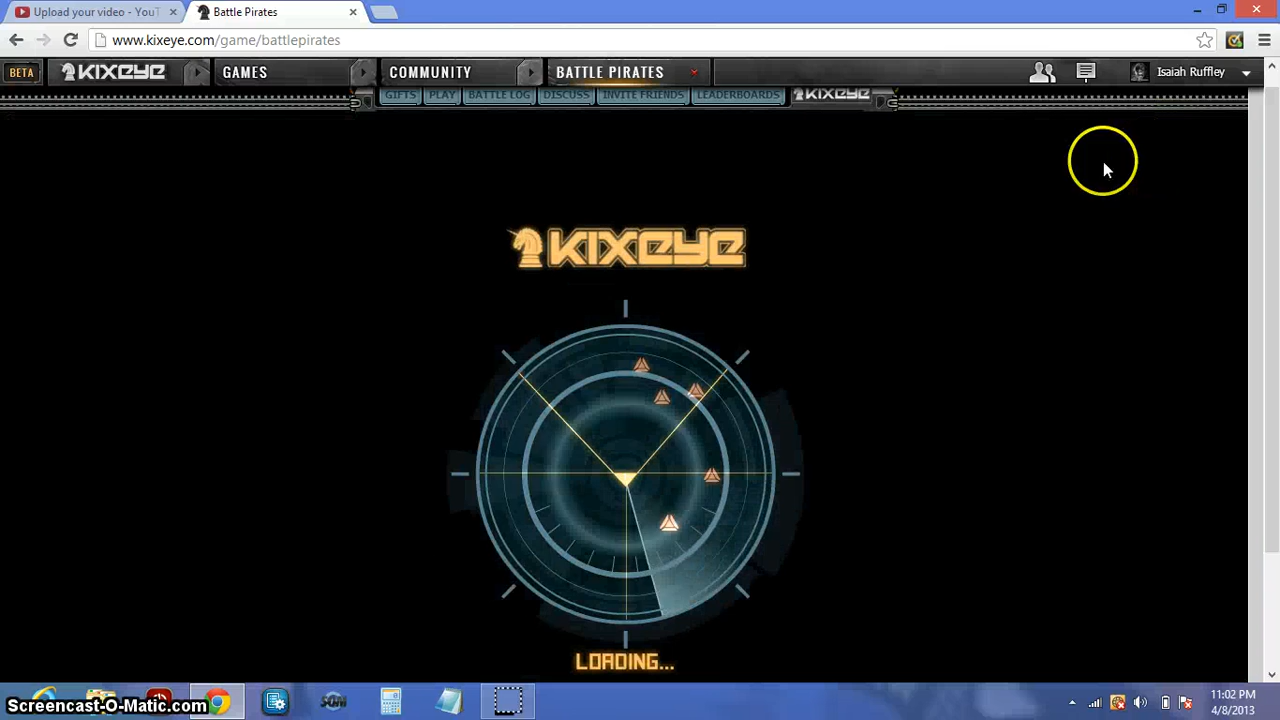 Upload your video - YouT
Battle Pirates
www.kixeye.com/game/battlepirates
BETA KIXEYE GAMES COMMUNITY BATTLE PIRATES Isaiah Ruffley
GIFTS PLAY BATTLE LOG DISCUSS INVITE FRIENDS LEADERBOARDS KIXEYE
KIXEYE
LOADING...
Screencast-O-Matic.com
11:02 PM
4/8/2013